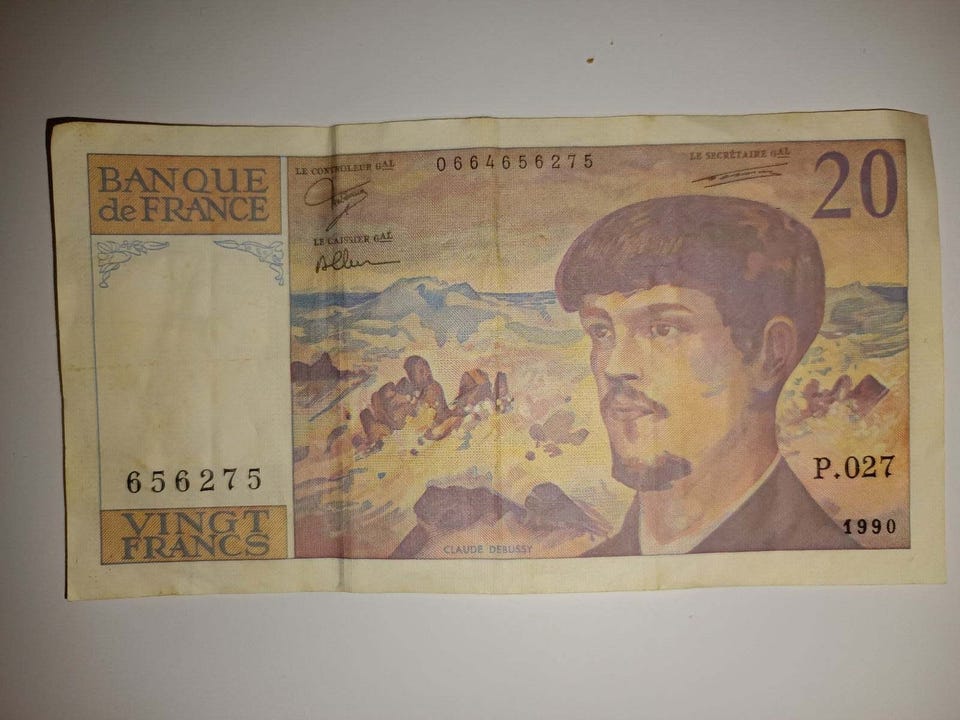 BANQUE
de FRANCE
LE CONTROLEUR GAL
0664656275
LE SECRÉTAIRE GAL
20
LE CAISSIER GAL
656275
VINGT
FRANCS
CLAUDE DEBUSSY
P.027
1990